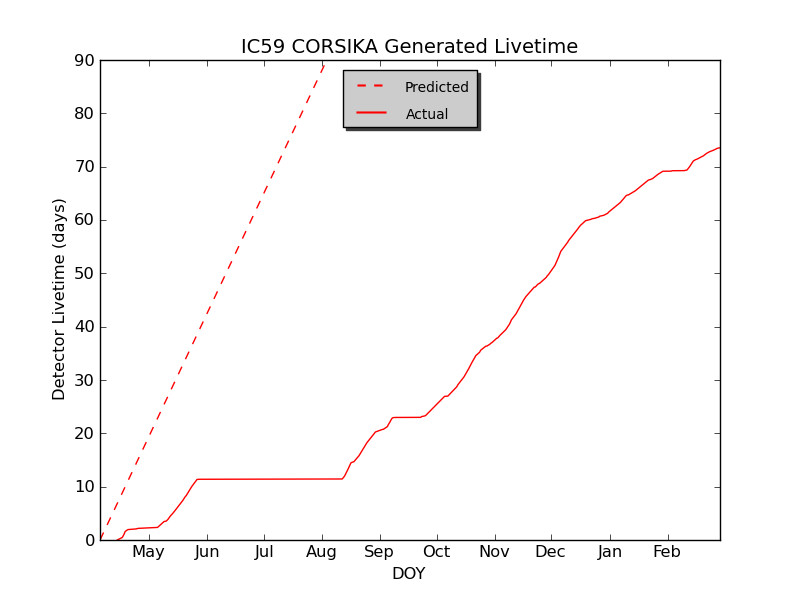 IC59 CORSIKA Generated Livetime
Predicted
Actual
90
80
70
60
50
40
30
20
10
0
Detector Livetime (days)
May Jun Jul Aug Sep Oct Nov Dec Jan Feb
DOY